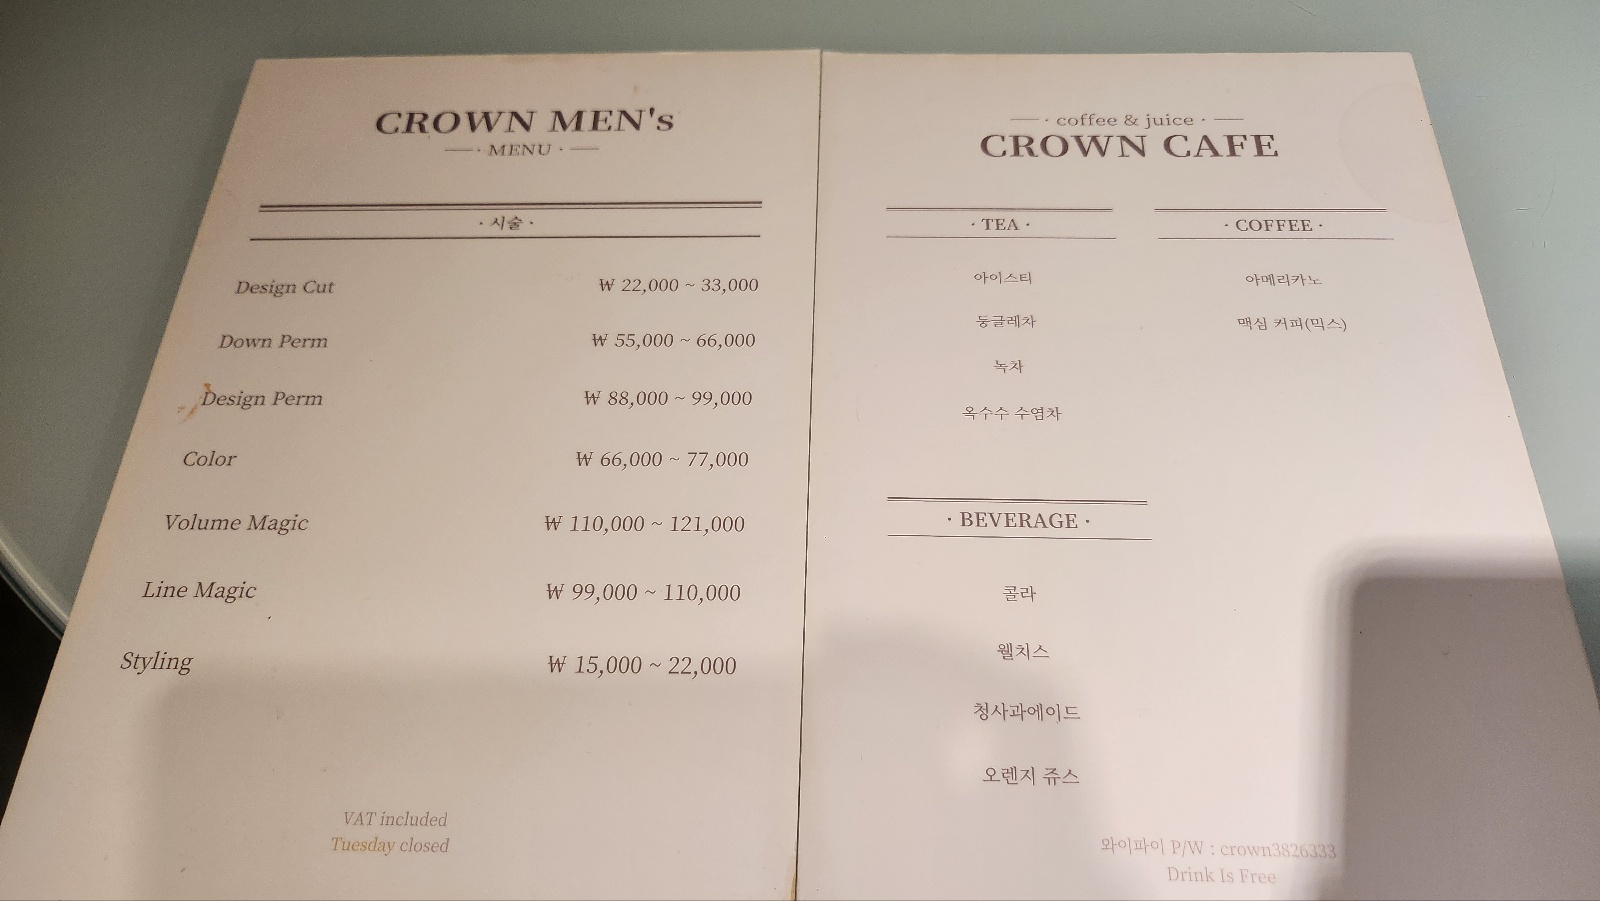 CROWN MEN's
MENU
· 시술 ·
Design Cut ₩ 22,000 ~ 33,000
Down Perm ₩ 55,000 ~ 66,000
Design Perm ₩ 88,000 ~ 99,000
Color ₩ 66,000 ~ 77,000
Volume Magic ₩ 110,000 ~ 121,000
Line Magic ₩ 99,000 ~ 110,000
Styling ₩ 15,000 ~ 22,000
VAT included
Tuesday closed
· coffee & juice ·
CROWN CAFE
· TEA ·
아이스티
둥글레차
녹차
옥수수 수염차
· COFFEE ·
아메리카노
맥심 커피(믹스)
· BEVERAGE ·
콜라
웰치스
청사과에이드
오렌지 쥬스
와이파이 P/W : crown3826333
Drink Is Free